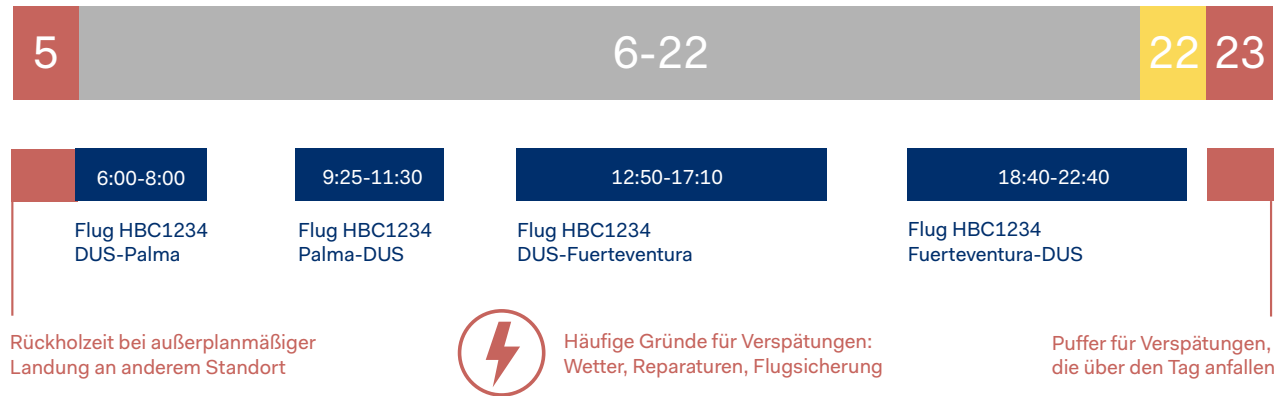 5
6-22
22
23
6:00-8:00
9:25-11:30
12:50-17:10
18:40-22:40
Flug HBC1234
DUS-Palma
Flug HBC1234
Palma-DUS
Flug HBC1234
DUS-Fuerteventura
Flug HBC1234
Fuerteventura-DUS
Rückholzeit bei außerplanmäßiger
Landung an anderem Standort
Häufige Gründe für Verspätungen:
Wetter, Reparaturen, Flugsicherung
Puffer für Verspätungen,
die über den Tag anfallen